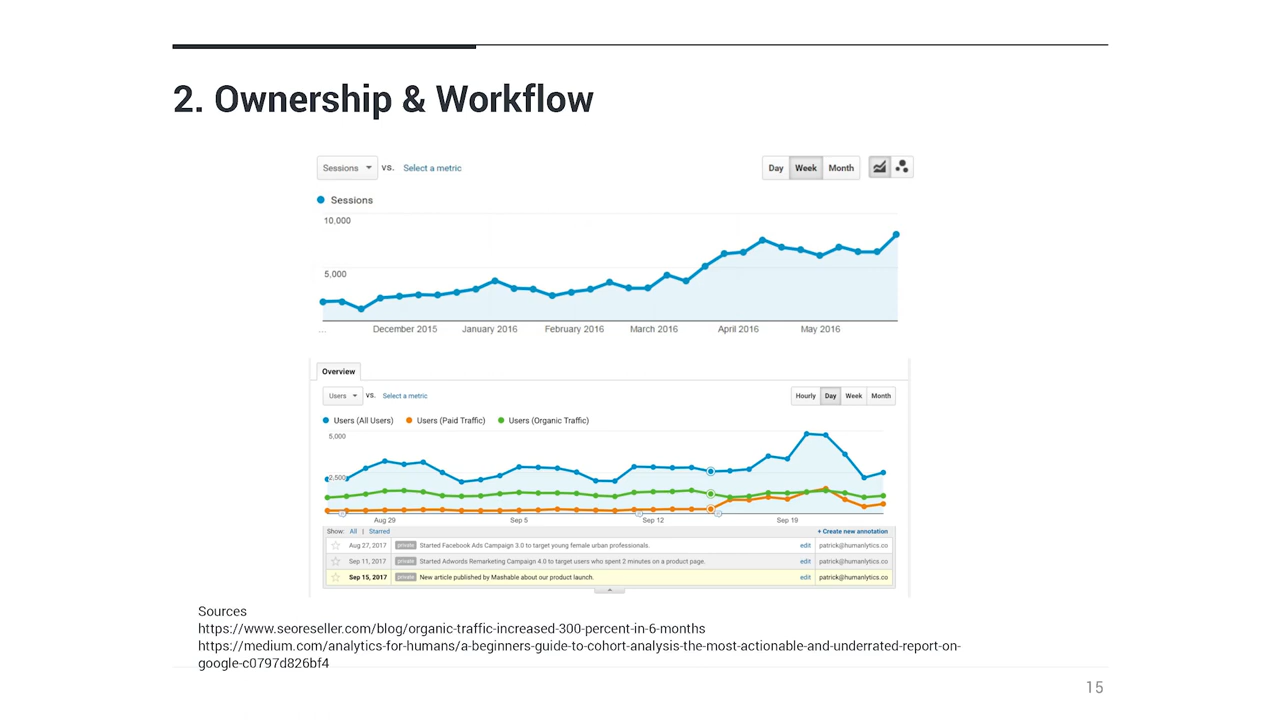 2. Ownership & Workflow
Sessions vs. Select a metric Day Week Month
Sessions
10,000
5,000
... December 2015 January 2016 February 2016 March 2016 April 2016 May 2016
Overview
Users vs. Select a metric Hourly Day Week Month
Users (All Users) Users (Paid Traffic) Users (Organic Traffic)
5,000
2,500
Aug 29 Sep 5 Sep 12 Sep 19
Show: All | Starred + Create new annotation
Aug 27, 2017 private Started Facebook Ads Campaign 3.0 to target young female urban professionals. edit patrick@humanlytics.co
Sep 11, 2017 private Started Adwords Remarketing Campaign 4.0 to target users who spent 2 minutes on a product page. edit patrick@humanlytics.co
Sep 15, 2017 private New article published by Mashable about our product launch. edit patrick@humanlytics.co
Sources
https://www.seoreseller.com/blog/organic-traffic-increased-300-percent-in-6-months
https://medium.com/analytics-for-humans/a-beginners-guide-to-cohort-analysis-the-most-actionable-and-underrated-report-on-
google-c0797d826bf4
15